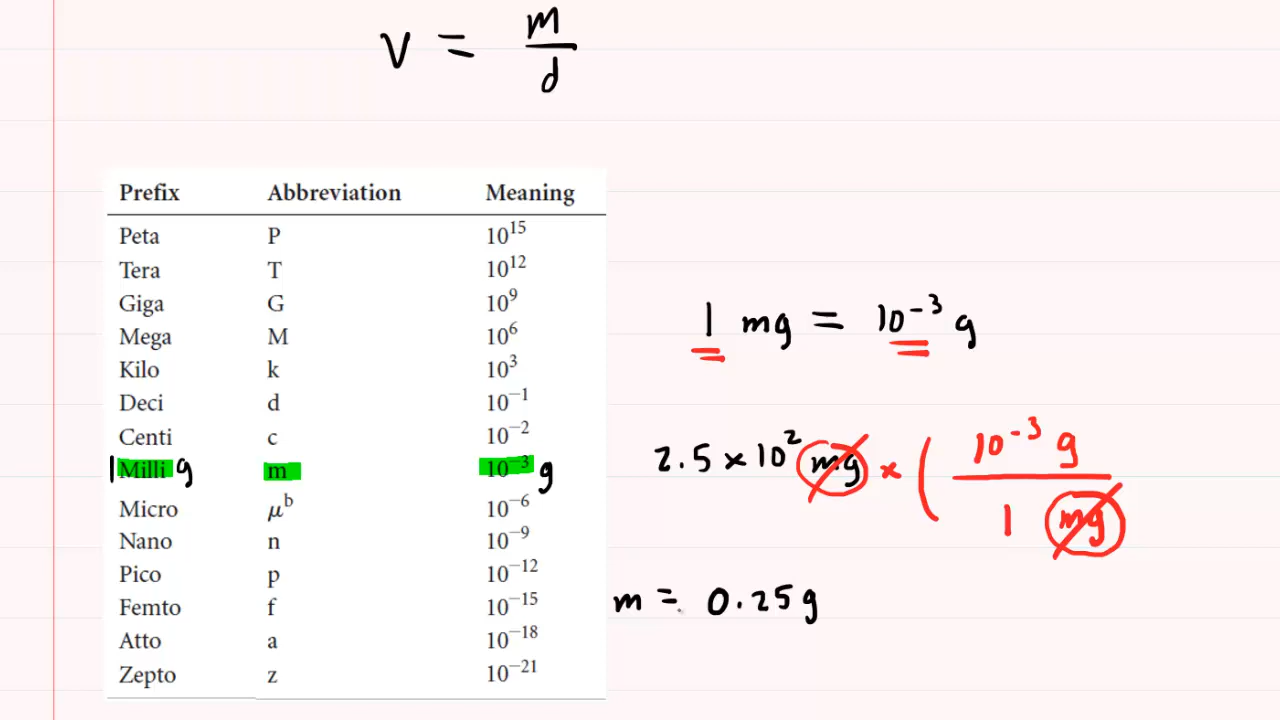 V = m/d
Prefix Abbreviation Meaning
Peta P 10^15
Tera T 10^12
Giga G 10^9
Mega M 10^6
Kilo k 10^3
Deci d 10^−1
Centi c 10^−2
1 Milli g m 10^−3 g
Micro μ^b 10^−6
Nano n 10^−9
Pico p 10^−12
Femto f 10^−15
Atto a 10^−18
Zepto z 10^−21
1 mg = 10^-3 g
2.5 × 10^2 mg × ( 10^-3 g / 1 mg
m = 0.25 g